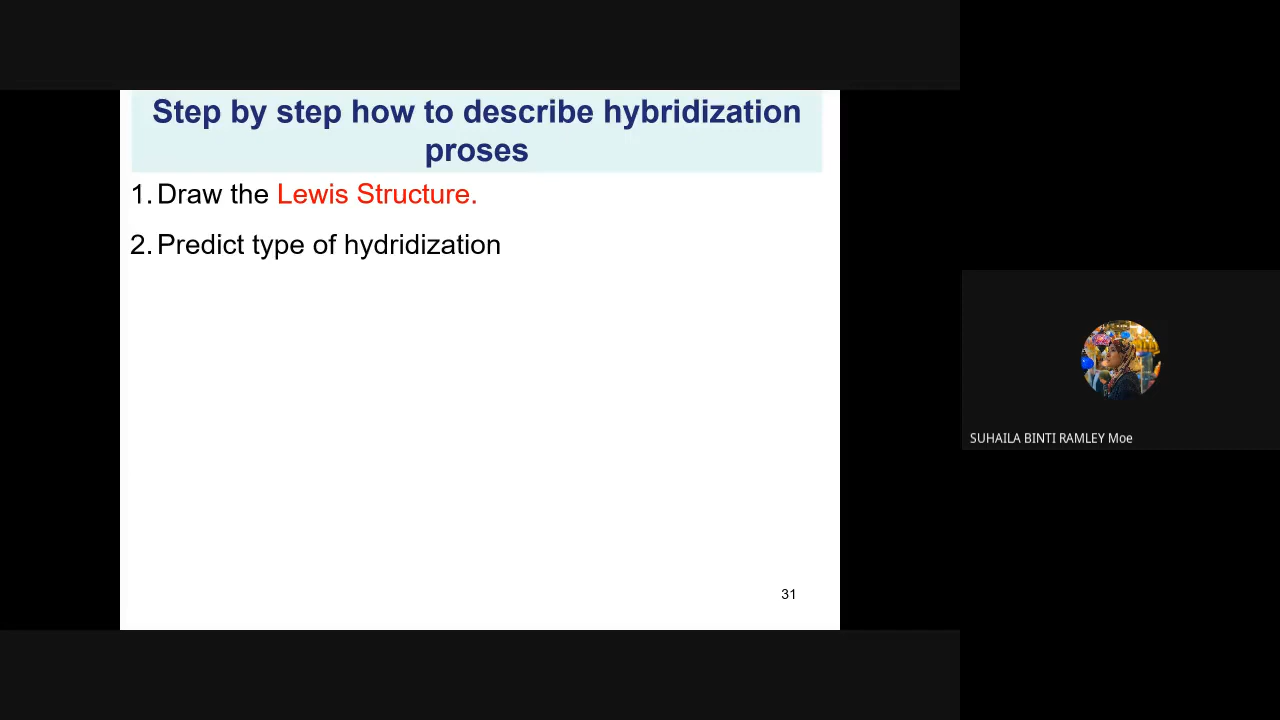 Step by step how to describe hybridization
proses
1. Draw the Lewis Structure.
2. Predict type of hydridization
31
SUHAILA BINTI RAMLEY Moe